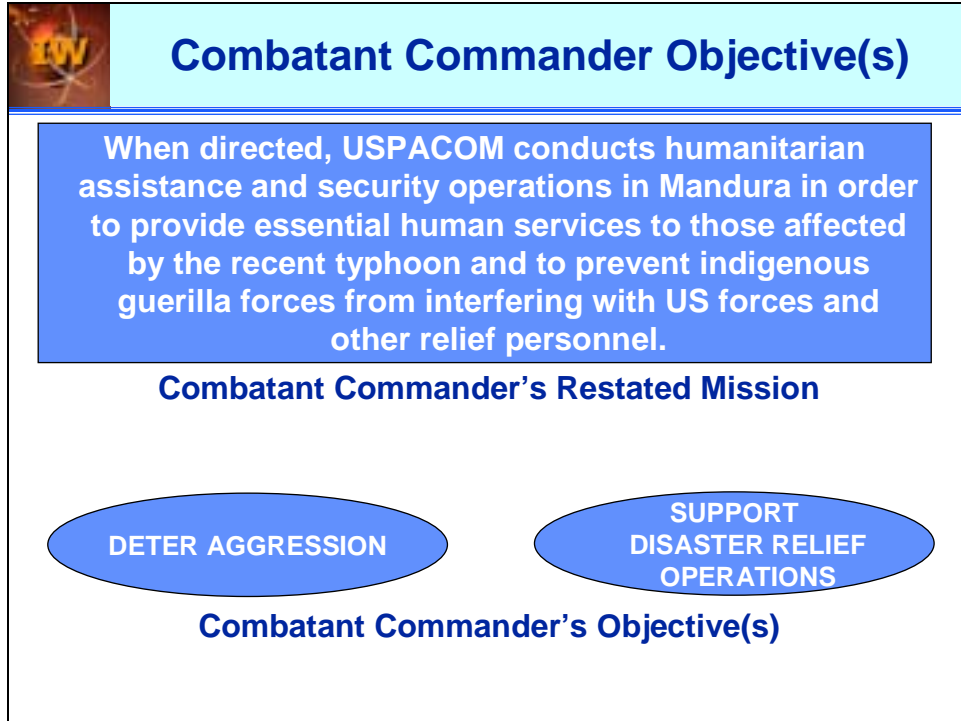 IW
Combatant Commander Objective(s)
When directed, USPACOM conducts humanitarian
assistance and security operations in Mandura in order
to provide essential human services to those affected
by the recent typhoon and to prevent indigenous
guerilla forces from interfering with US forces and
other relief personnel.
Combatant Commander’s Restated Mission
DETER AGGRESSION
SUPPORT
DISASTER RELIEF
OPERATIONS
Combatant Commander’s Objective(s)